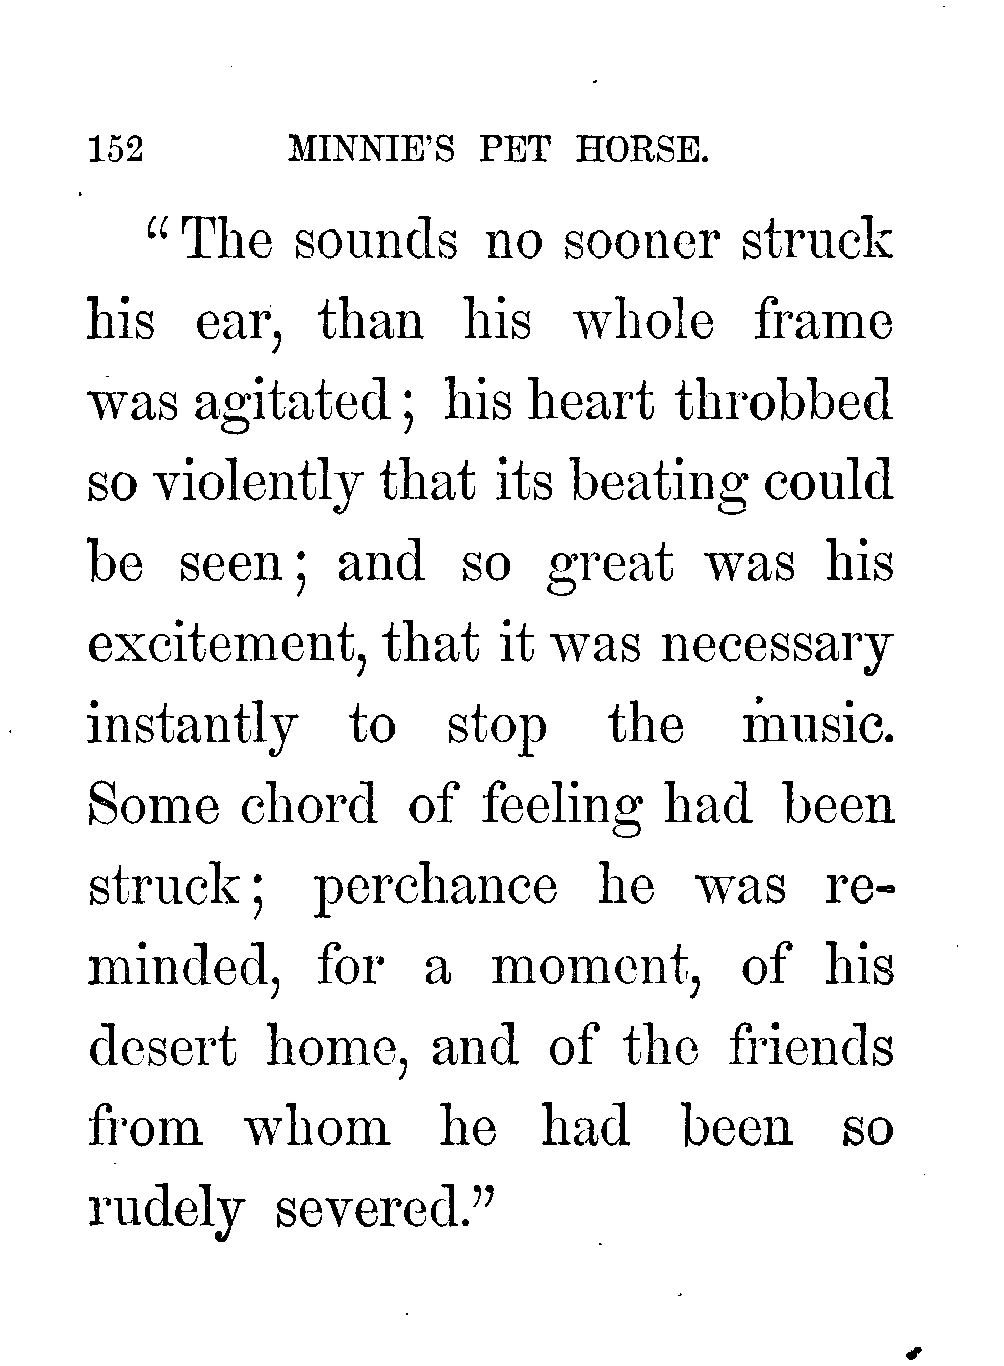 152 MINNIE'S PET HORSE.
“The sounds no sooner struck
his ear, than his whole frame
was agitated; his heart throbbed
so violently that its beating could
be seen; and so great was his
excitement, that it was necessary
instantly to stop the music.
Some chord of feeling had been
struck; perchance he was re-
minded, for a moment, of his
desert home, and of the friends
from whom he had been so
rudely severed.”